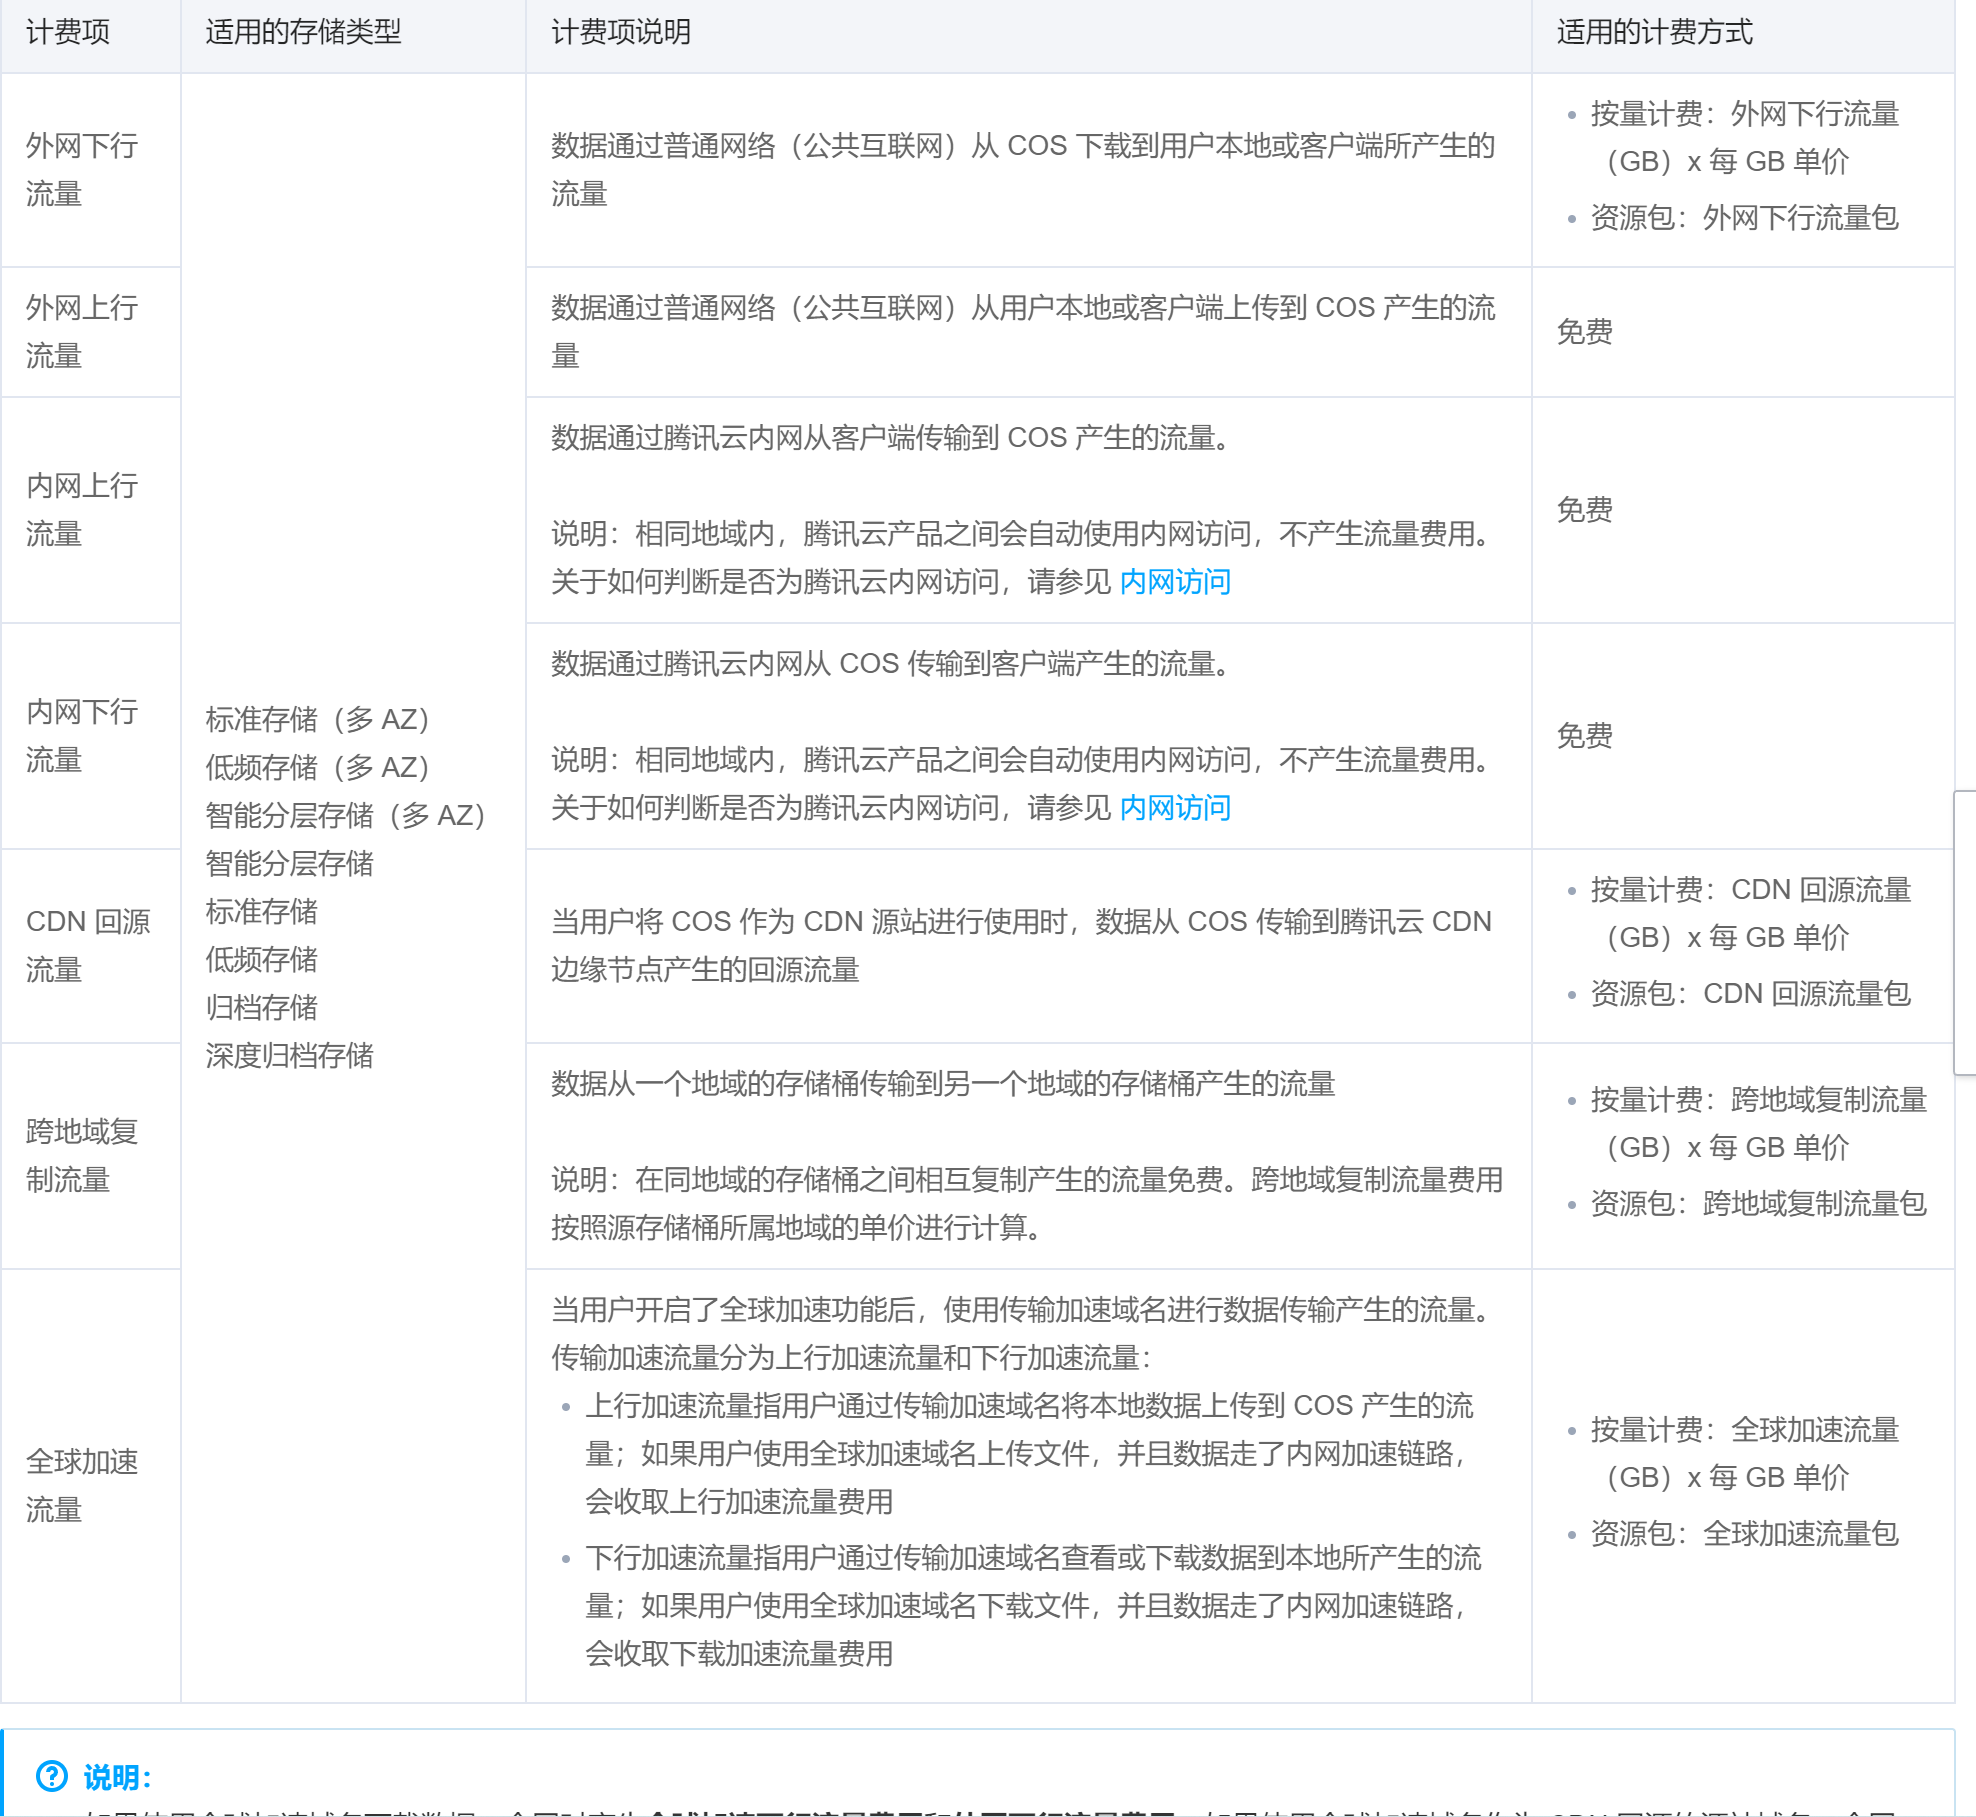 计费项
适用的存储类型
计费项说明
适用的计费方式
外网下行
流量
标准存储（多 AZ）
低频存储（多 AZ）
智能分层存储（多 AZ）
智能分层存储
标准存储
低频存储
归档存储
深度归档存储
数据通过普通网络（公共互联网）从 COS 下载到用户本地或客户端所产生的
流量
按量计费：外网下行流量
（GB）x 每 GB 单价
资源包：外网下行流量包
外网上行
流量
数据通过普通网络（公共互联网）从用户本地或客户端上传到 COS 产生的流
量
免费
内网上行
流量
数据通过腾讯云内网从客户端传输到 COS 产生的流量。
说明：相同地域内，腾讯云产品之间会自动使用内网访问，不产生流量费用。
关于如何判断是否为腾讯云内网访问，请参见 内网访问
免费
内网下行
流量
数据通过腾讯云内网从 COS 传输到客户端产生的流量。
说明：相同地域内，腾讯云产品之间会自动使用内网访问，不产生流量费用。
关于如何判断是否为腾讯云内网访问，请参见 内网访问
免费
CDN 回源
流量
当用户将 COS 作为 CDN 源站进行使用时，数据从 COS 传输到腾讯云 CDN
边缘节点产生的回源流量
按量计费：CDN 回源流量
（GB）x 每 GB 单价
资源包：CDN 回源流量包
跨地域复
制流量
数据从一个地域的存储桶传输到另一个地域的存储桶产生的流量
说明：在同地域的存储桶之间相互复制产生的流量免费。跨地域复制流量费用
按照源存储桶所属地域的单价进行计算。
按量计费：跨地域复制流量
（GB）x 每 GB 单价
资源包：跨地域复制流量包
全球加速
流量
当用户开启了全球加速功能后，使用传输加速域名进行数据传输产生的流量。
传输加速流量分为上行加速流量和下行加速流量：
上行加速流量指用户通过传输加速域名将本地数据上传到 COS 产生的流
量；如果用户使用全球加速域名上传文件，并且数据走了内网加速链路，
会收取上行加速流量费用
下行加速流量指用户通过传输加速域名查看或下载数据到本地所产生的流
量；如果用户使用全球加速域名下载文件，并且数据走了内网加速链路，
会收取下载加速流量费用
按量计费：全球加速流量
（GB）x 每 GB 单价
资源包：全球加速流量包
说明：